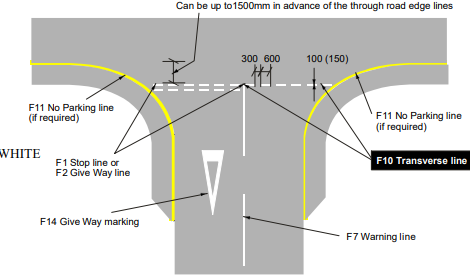 Can be up to1500mm in advance of the through road edge lines
300 600
100 (150)
F11 No Parking line
(if required)
F11 No Parking line
(if required)
WHITE
F1 Stop line or
F2 Give Way line
F10 Transverse line
F14 Give Way marking
F7 Warning line